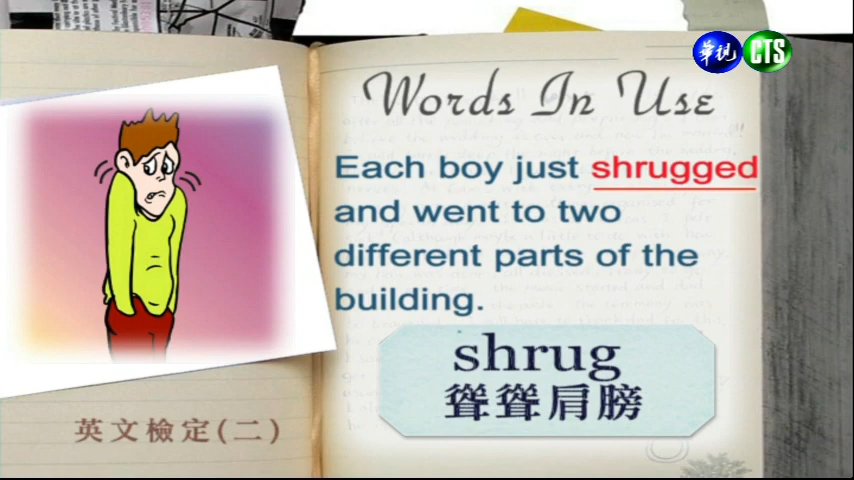 華視 CTS
Words In Use
Each boy just shrugged
and went to two
different parts of the
building.
shrug
聳聳肩膀
英文檢定(二)